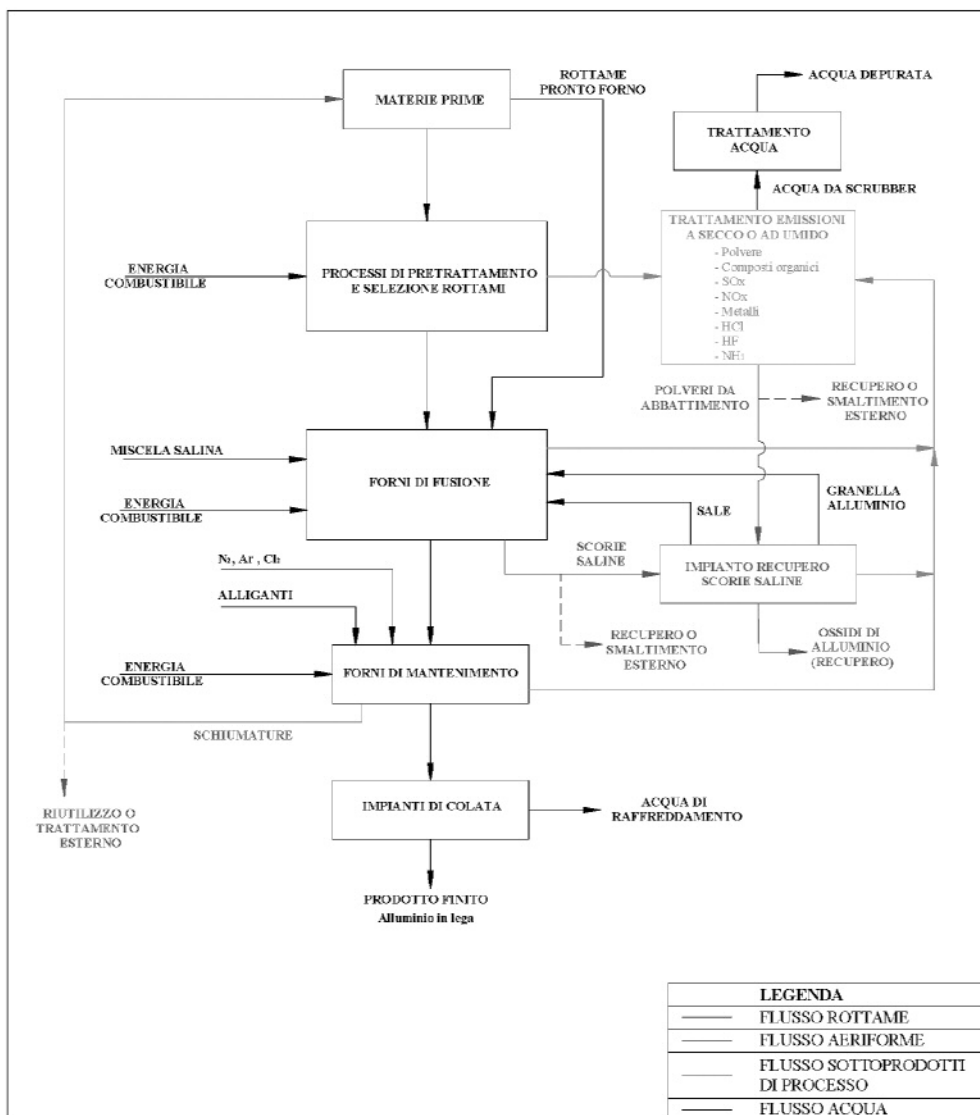 ROTTAME
PRONTO FORNO
ACQUA DEPURATA
MATERIE PRIME
TRATTAMENTO
ACQUA
ACQUA DA SCRUBBER
TRATTAMENTO EMISSIONI
A SECCO O AD UMIDO
- Polvere
- Composti organici
- SOx
- NOx
- Metalli
- HCl
- HF
- NH₃
ENERGIA
COMBUSTIBILE
PROCESSI DI PRETRATTAMENTO
E SELEZIONE ROTTAMI
POLVERI DA
ABBATTIMENTO
RECUPERO O
SMALTIMENTO
ESTERNO
MISCELA SALINA
FORNI DI FUSIONE
ENERGIA
COMBUSTIBILE
GRANELLA
ALLUMINIO
SALE
SCORIE
SALINE
IMPIANTO RECUPERO
SCORIE SALINE
N₂, Ar , Cl₂
ALLIGANTI
RECUPERO O
SMALTIMENTO
ESTERNO
OSSIDI DI
ALLUMINIO
(RECUPERO)
ENERGIA
COMBUSTIBILE
FORNI DI MANTENIMENTO
SCHIUMATURE
IMPIANTI DI COLATA
ACQUA DI
RAFFREDDAMENTO
RIUTILIZZO O
TRATTAMENTO
ESTERNO
PRODOTTO FINITO
Alluminio in lega
LEGENDA
FLUSSO ROTTAME
FLUSSO AERIFORME
FLUSSO SOTTOPRODOTTI
DI PROCESSO
FLUSSO ACQUA